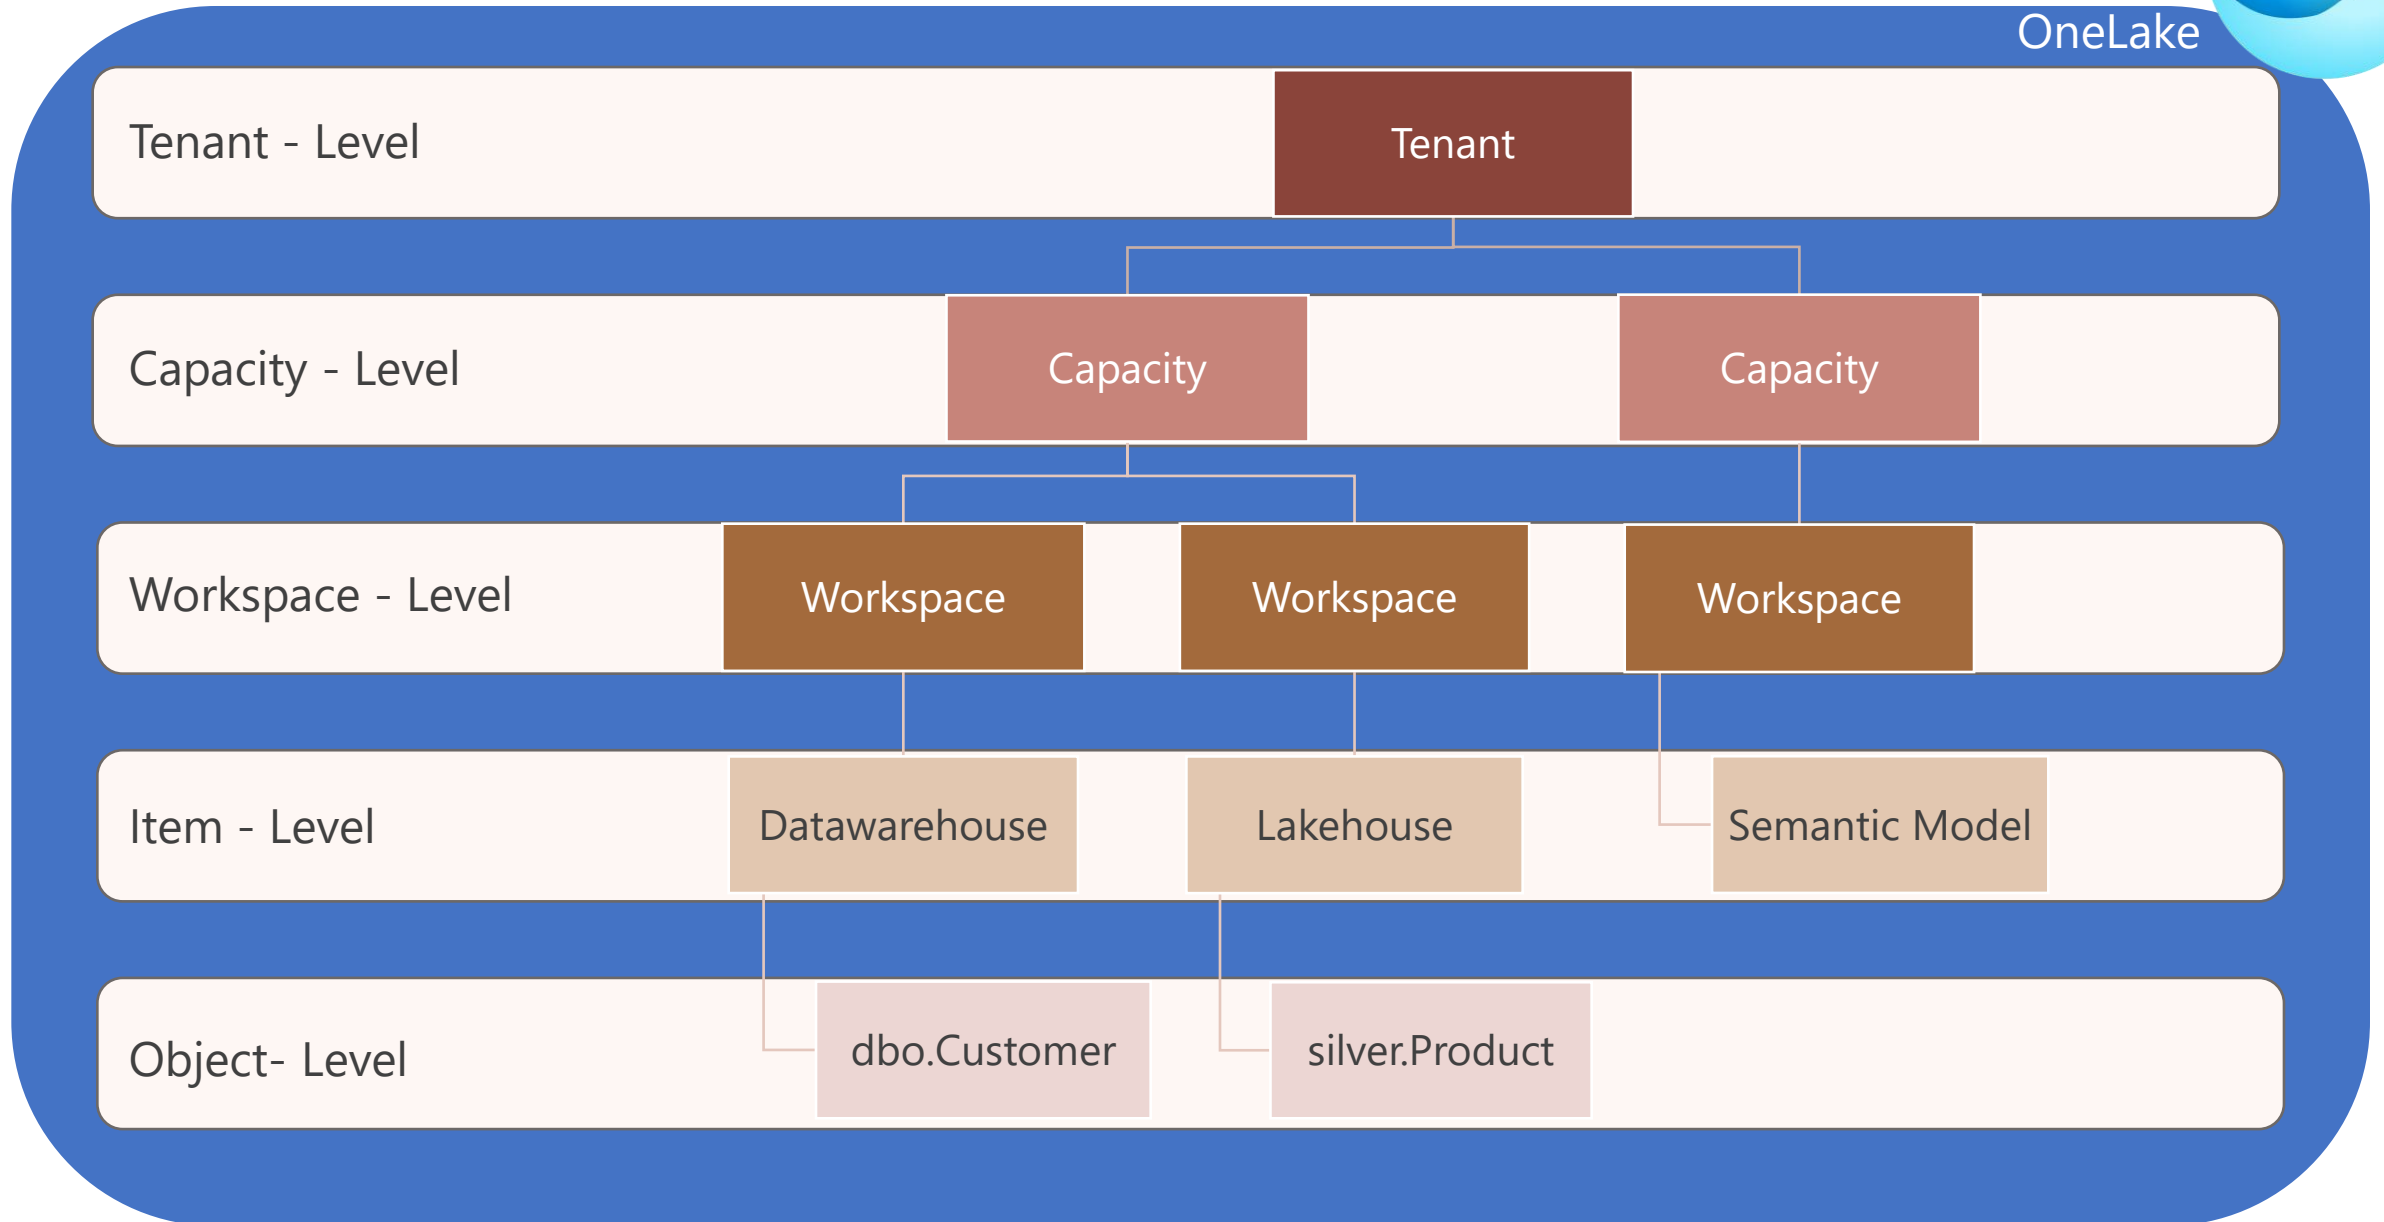 OneLake
Tenant - Level
Tenant
Capacity - Level
Capacity
Capacity
Workspace - Level
Workspace
Workspace
Workspace
Item - Level
Datawarehouse
Lakehouse
Semantic Model
Object- Level
dbo.Customer
silver.Product